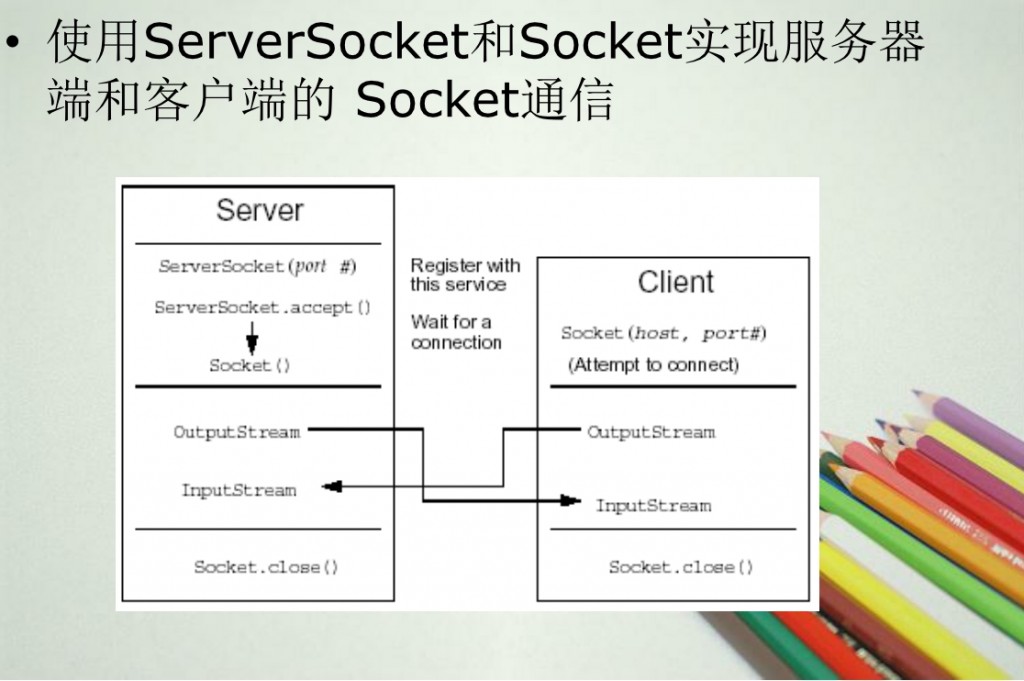 • 使用ServerSocket和Socket实现服务器
端和客户端的 Socket通信
Server
ServerSocket(port #)
ServerSocket.accept()
Socket()
OutputStream
InputStream
Socket.close()
Register with
this service
Wait for a
connection
Client
Socket(host, port#)
(Attempt to connect)
OutputStream
InputStream
Socket.close()